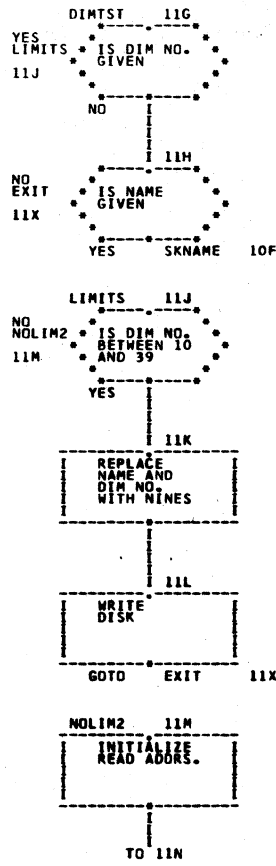 DIMTST 11G
YES
LIMITS IS DIM NO.
GIVEN
11J
NO
11H
NO
EXIT IS NAME
GIVEN
11X
YES SKNAME 10F
LIMITS 11J
NO
NOLIM2 IS DIM NO.
BETWEEN 10
11M AND 39
YES
11K
REPLACE
NAME AND
DIM NO.
WITH NINES
11L
WRITE
DISK
GOTO EXIT 11X
NOLIM2 11M
INITIALIZE
READ ADDRS.
TO 11N